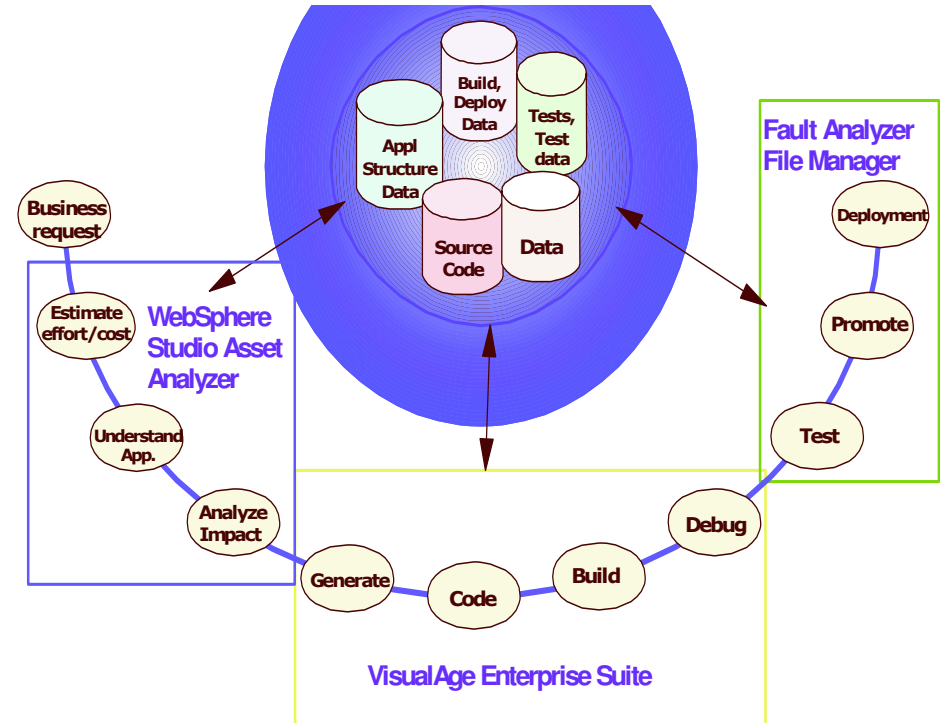 Build,
Deploy
Data
Tests,
Test
data
Appl
Structure
Data
Source
Code
Data
Fault Analyzer
File Manager
Business
request
Estimate
effort/cost
WebSphere
Studio Asset
Analyzer
Understand
App.
Analyze
Impact
Generate
Code
Build
Debug
Test
Promote
Deployment
VisualAge Enterprise Suite